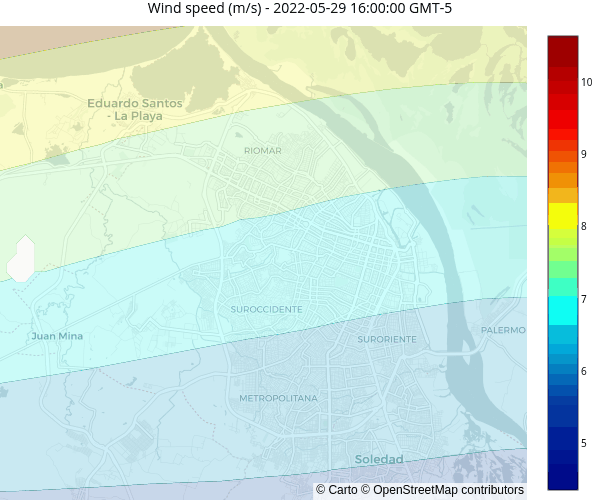 Wind speed (m/s) - 2022-05-29 16:00:00 GMT-5
Eduardo Santos
- La Playa
RIOMAR
SUROCCIDENTE
Juan Mina
SURORIENTE
PALERMO
METROPOLITANA
Soledad
© Carto © OpenStreetMap contributors
10
9
8
7
6
5